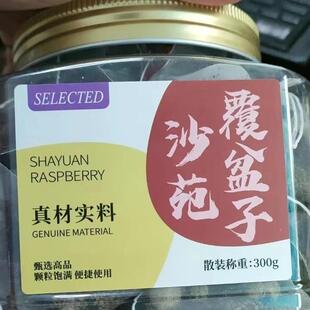 SELECTED
SHAYUAN
RASPBERRY
真材实料
GENUINE MATERIAL
甄选高品
颗粒饱满 便捷使用
覆盆子
沙苑
散装称重:300g